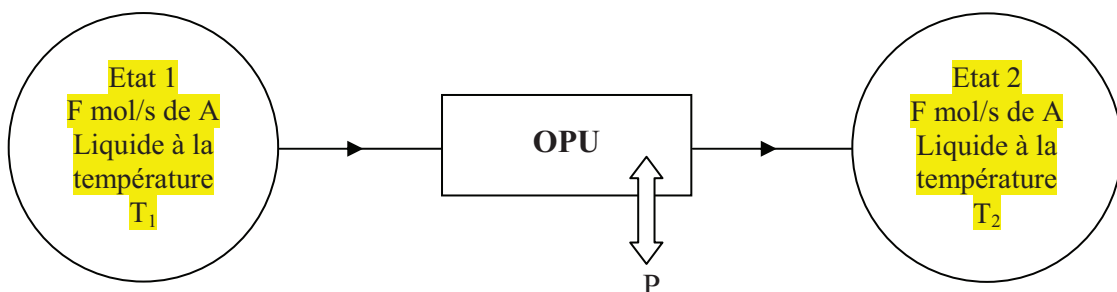 Etat 1
F mol/s de A
Liquide à la
température
T₁
OPU
P
Etat 2
F mol/s de A
Liquide à la
température
T₂